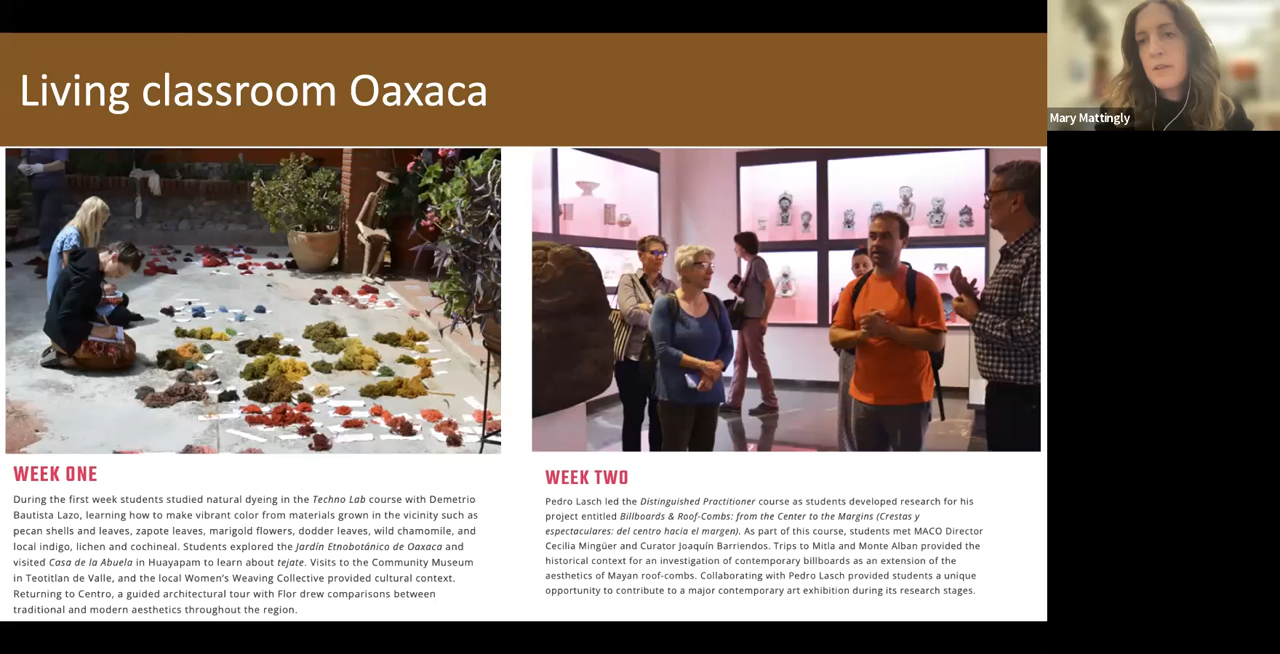 Living classroom Oaxaca
Mary Mattingly
WEEK ONE
During the first week students studied natural dyeing in the Techno Lab course with Demetrio
Bautista Lazo, learning how to make vibrant color from materials grown in the vicinity such as
pecan shells and leaves, zapote leaves, marigold flowers, dodder leaves, wild chamomile, and
local indigo, lichen and cochineal. Students explored the Jardín Etnobotánico de Oaxaca and
visited Casa de la Abuela in Huayapam to learn about tejate. Visits to the Community Museum
in Teotitlan de Valle, and the local Women's Weaving Collective provided cultural context.
Returning to Centro, a guided architectural tour with Flor drew comparisons between
traditional and modern aesthetics throughout the region.
WEEK TWO
Pedro Lasch led the Distinguished Practitioner course as students developed research for his
project entitled Billboards & Roof-Combs: from the Center to the Margins (Crestas y
espectaculares: del centro hacia el margen). As part of this course, students met MACO Director
Cecilia Mingüer and Curator Joaquín Barriendos. Trips to Mitla and Monte Alban provided the
historical context for an investigation of contemporary billboards as an extension of the
aesthetics of Mayan roof-combs. Collaborating with Pedro Lasch provided students a unique
opportunity to contribute to a major contemporary art exhibition during its research stages.